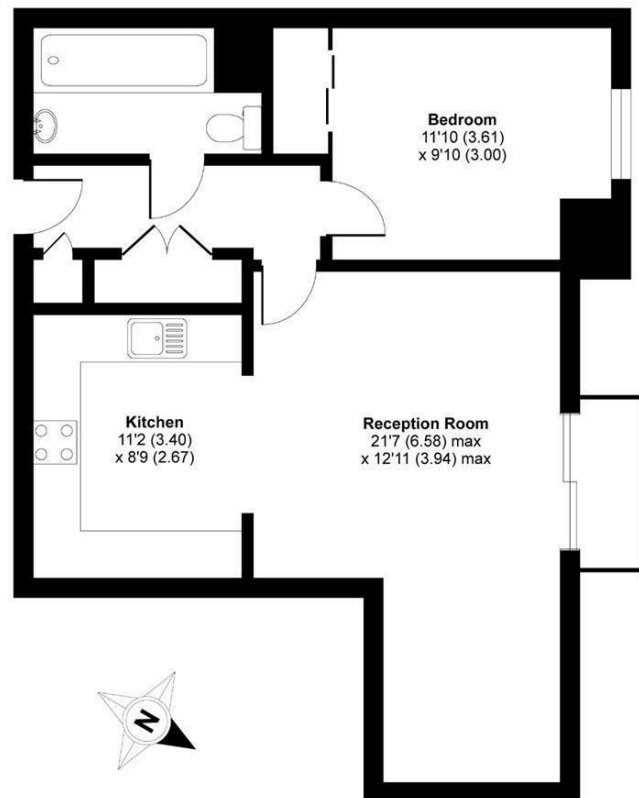 Bedroom
11'10 (3.61)
x 9'10 (3.00)
Kitchen
11'2 (3.40)
x 8'9 (2.67)
Reception Room
21'7 (6.58) max
x 12'11 (3.94) max
N